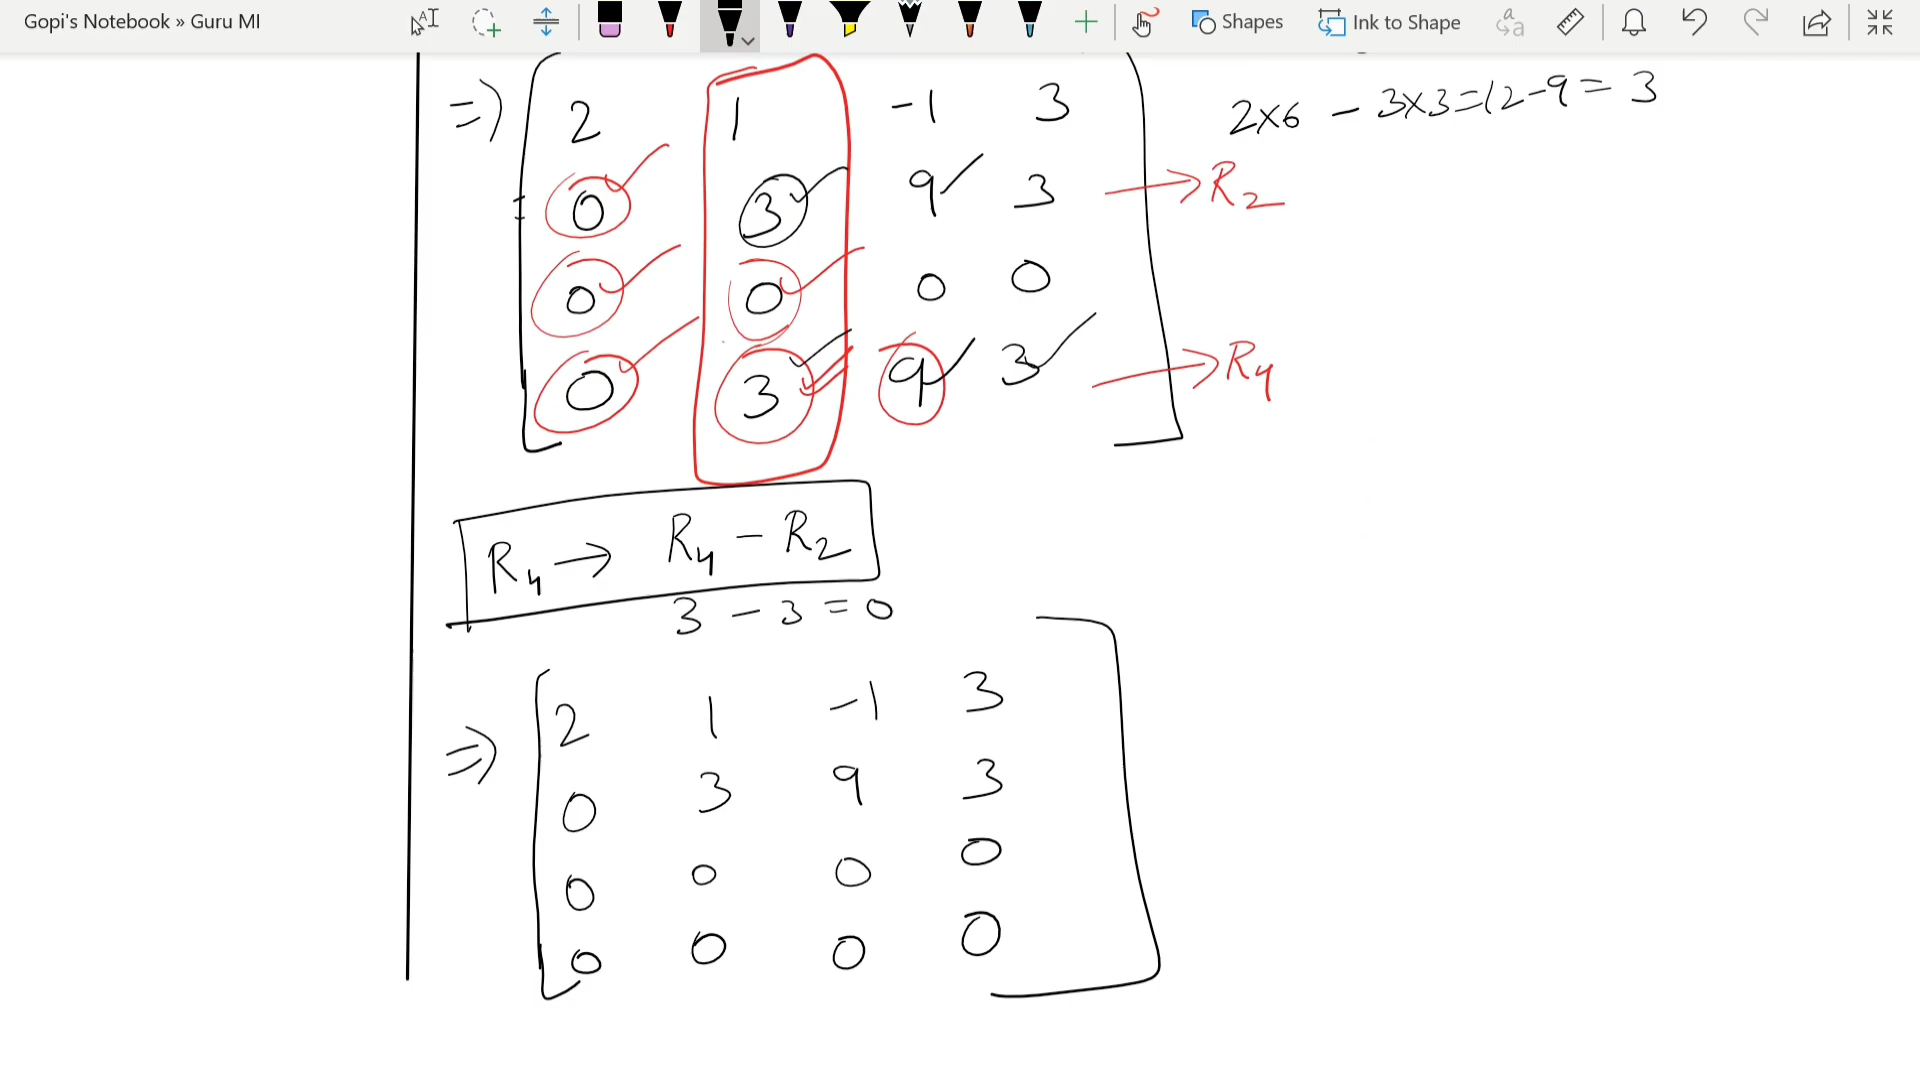 Gopi's Notebook » Guru MI
Shapes
Ink to Shape
=> 2 1 -1 3
2x6 - 3x3=12-9= 3
0 3 9 3 → R2
0 0 0 0
0 3 9 3 → R4
R4 → R4 - R2
3 - 3 = 0
=> 2 1 -1 3
0 3 9 3
0 0 0 0
0 0 0 0